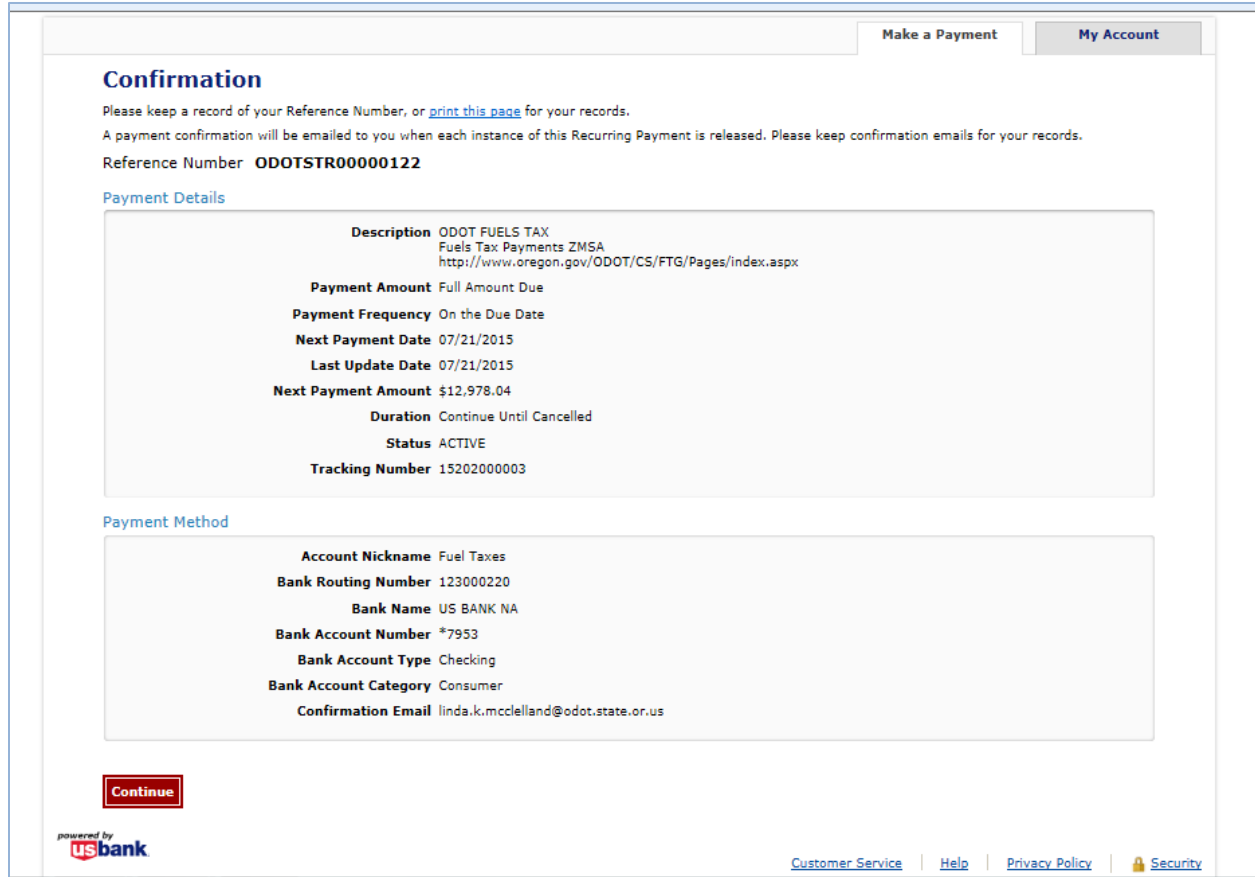 Make a Payment
My Account
Confirmation
Please keep a record of your Reference Number, or print this page for your records.
A payment confirmation will be emailed to you when each instance of this Recurring Payment is released. Please keep confirmation emails for your records.
Reference Number ODOTSTR00000122
Payment Details
Description ODOT FUELS TAX
Fuels Tax Payments ZMSA
http://www.oregon.gov/ODOT/CS/FTG/Pages/index.aspx
Payment Amount Full Amount Due
Payment Frequency On the Due Date
Next Payment Date 07/21/2015
Last Update Date 07/21/2015
Next Payment Amount $12,978.04
Duration Continue Until Cancelled
Status ACTIVE
Tracking Number 15202000003
Payment Method
Account Nickname Fuel Taxes
Bank Routing Number 123000220
Bank Name US BANK NA
Bank Account Number *7953
Bank Account Type Checking
Bank Account Category Consumer
Confirmation Email linda.k.mcclelland@odot.state.or.us
Continue
powered by
usbank
Customer Service | Help | Privacy Policy | Security